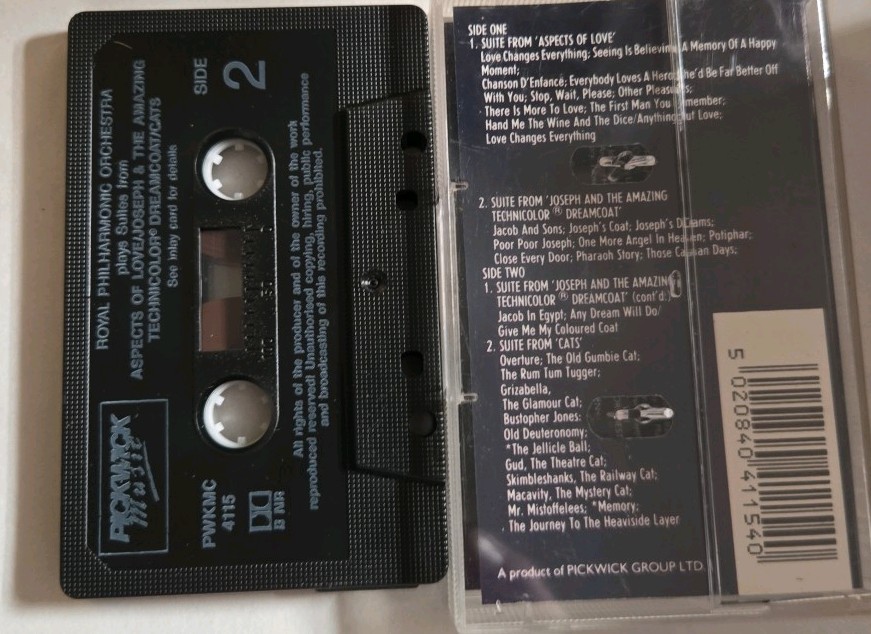 ROYAL PHILHARMONIC ORCHESTRA
plays Suites from
ASPECTS OF LOVE/JOSEPH & THE AMAZING
TECHNICOLOR® DREAMCOAT/CATS
See inlay card for details
SIDE
2
All rights of the producer and of the owner of the work
reproduced reserved! Unauthorised copying, hiring, public performance
and broadcasting of this recording prohibited.
PICKWICK
Music
PWKMC
4115
B NR
SIDE ONE
1. SUITE FROM 'ASPECTS OF LOVE'
Love Changes Everything; Seeing Is Believing A Memory Of A Happy
Moment;
Chanson D'Enfance; Everybody Loves A Hero; She'd Be Far Better Off
With You; Stop, Wait, Please; Other Pleasures;
There Is More To Love; The First Man You Remember;
Hand Me The Wine And The Dice/Anything But Love;
Love Changes Everything
2. SUITE FROM 'JOSEPH AND THE AMAZING
TECHNICOLOR ® DREAMCOAT'
Jacob And Sons; Joseph's Coat; Joseph's Dreams;
Poor Poor Joseph; One More Angel In Heaven; Potiphar;
Close Every Door; Pharaoh Story; Those Canaan Days;
SIDE TWO
1. SUITE FROM 'JOSEPH AND THE AMAZING
TECHNICOLOR ® DREAMCOAT' (cont'd:)
Jacob In Egypt; Any Dream Will Do/
Give Me My Coloured Coat
2. SUITE FROM 'CATS'
Overture; The Old Gumbie Cat;
The Rum Tum Tugger;
Grizabella,
The Glamour Cat;
Bustopher Jones;
Old Deuteronomy;
*The Jellicle Ball;
Gud, The Theatre Cat;
Skimbleshanks, The Railway Cat;
Macavity, The Mystery Cat;
Mr. Mistoffelees; *Memory;
The Journey To The Heaviside Layer
A product of PICKWICK GROUP LTD.
5 020840 411540